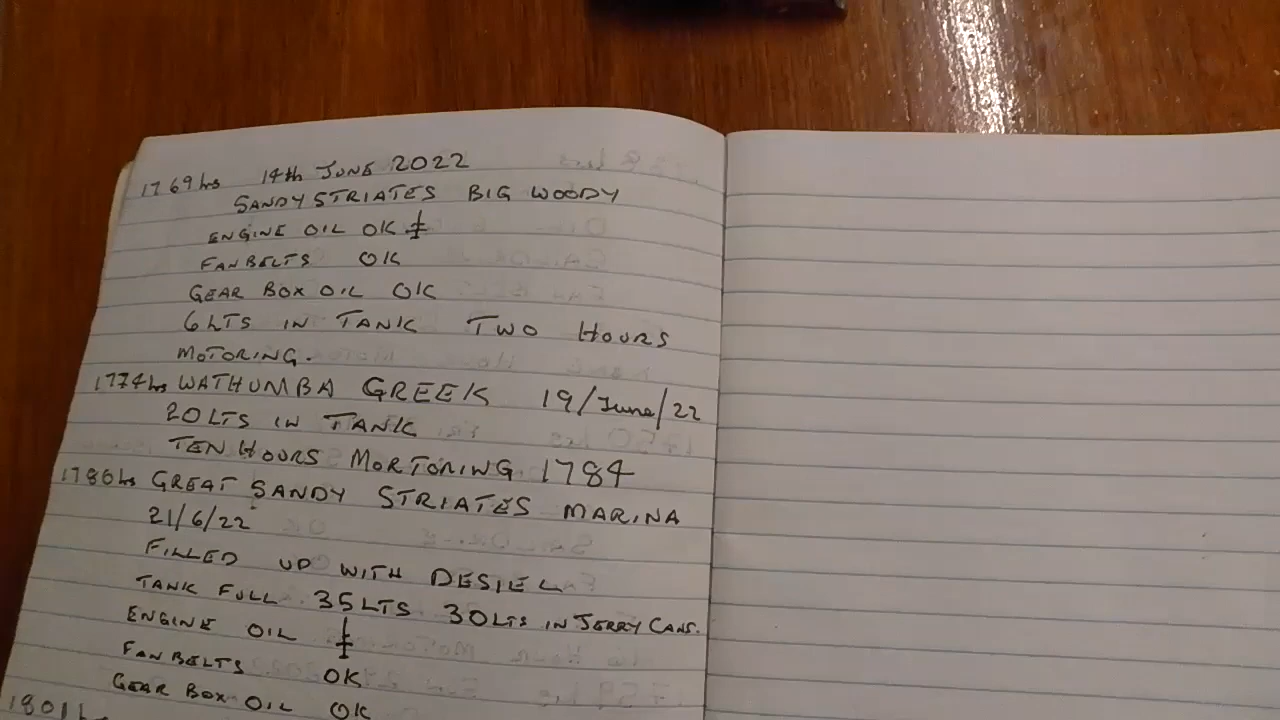 1769hrs 14th JUNE 2022
SANDY STRIATES BIG WOODY
ENGINE OIL OK
FANBELTS OK
GEAR BOX OIL OK
6LTS IN TANK TWO HOURS
MOTORING.
1774hrs WATHUMBA GREEK 19/June/22
20LTS IN TANK
TEN HOURS MORTORING 1784
1780hrs GREAT SANDY STRIATES MARINA
21/6/22
FILLED UP WITH DESIEL
TANK FULL 35LTS 30LTS IN JERRY CANS.
ENGINE OIL
FANBELTS OK
GEAR BOX OIL OK
1801hrs